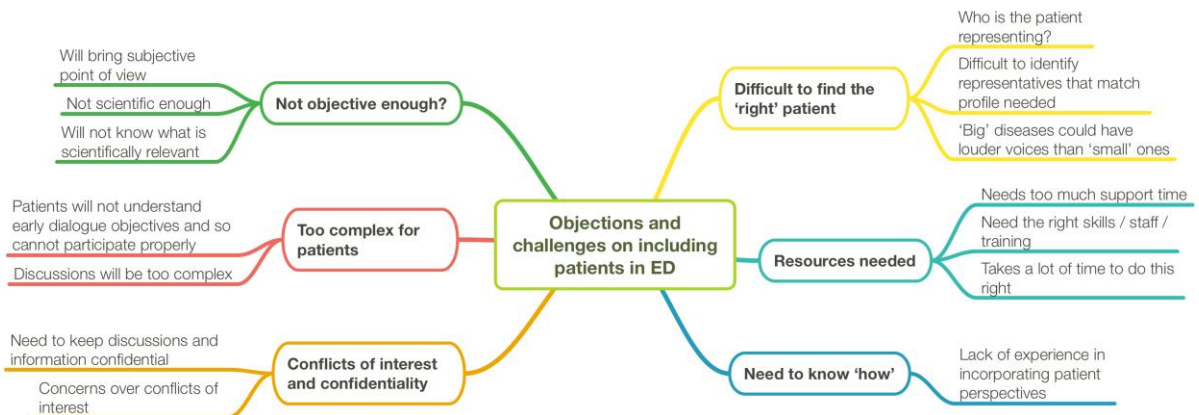 Objections and
challenges on including
patients in ED
Not objective enough?
Will bring subjective
point of view
Not scientific enough
Will not know what is
scientifically relevant
Too complex for
patients
Patients will not understand
early dialogue objectives and so
cannot participate properly
Discussions will be too complex
Conflicts of interest
and confidentiality
Need to keep discussions and
information confidential
Concerns over conflicts of
interest
Difficult to find the
‘right’ patient
Who is the patient
representing?
Difficult to identify
representatives that match
profile needed
‘Big’ diseases could have
louder voices than ‘small’ ones
Resources needed
Needs too much support time
Need the right skills / staff /
training
Takes a lot of time to do this
right
Need to know ‘how’
Lack of experience in
incorporating patient
perspectives